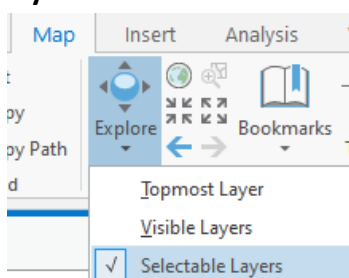 Map Insert Analysis
py
Explore Bookmarks
py Path
d
Topmost Layer
Visible Layers
√ Selectable Layers